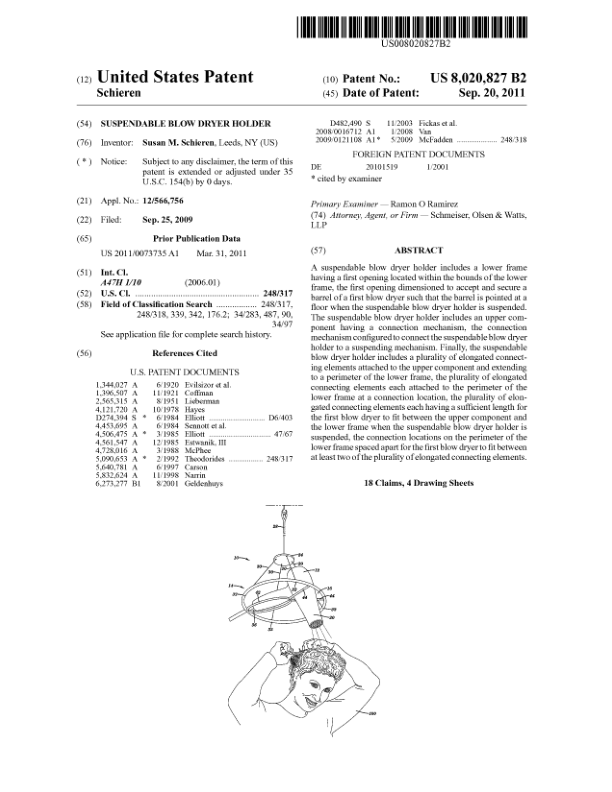 US008020827B2
(12) United States Patent
Schieren
(10) Patent No.: US 8,020,827 B2
(45) Date of Patent: Sep. 20, 2011
(54) SUSPENDABLE BLOW DRYER HOLDER
(76) Inventor: Susan M. Schieren, Leeds, NY (US)
( * ) Notice: Subject to any disclaimer, the term of this
patent is extended or adjusted under 35
U.S.C. 154(b) by 0 days.
(21) Appl. No.: 12/566,756
(22) Filed: Sep. 25, 2009
(65) Prior Publication Data
US 2011/0073735 A1 Mar. 31, 2011
(51) Int. Cl.
A47H 1/10 (2006.01)
(52) U.S. Cl. ........................................................ 248/317
(58) Field of Classification Search .................. 248/317,
248/318, 339, 342, 176.2; 34/283, 487, 90,
34/97
See application file for complete search history.
(56) References Cited
U.S. PATENT DOCUMENTS
1,344,027 A 6/1920 Evilsizor et al.
1,396,507 A 11/1921 Coffman
2,565,315 A 8/1951 Lieberman
4,121,720 A 10/1978 Hayes
D274,394 S * 6/1984 Elliott ......................... D6/403
4,453,695 A 6/1984 Sennott et al.
4,506,475 A * 3/1985 Elliott ........................... 47/67
4,561,547 A 12/1985 Estwanik, III
4,728,016 A 3/1988 McPhee
5,090,653 A * 2/1992 Theodorides ............... 248/317
5,640,781 A 6/1997 Carson
5,832,624 A 11/1998 Narrin
6,273,277 B1 8/2001 Geldenhuys
D482,490 S 11/2003 Fickas et al.
2008/0016712 A1 1/2008 Van
2009/0121108 A1 * 5/2009 McFadden .................. 248/318
FOREIGN PATENT DOCUMENTS
DE 20101519 1/2001
* cited by examiner
Primary Examiner — Ramon O Ramirez
(74) Attorney, Agent, or Firm — Schmeiser, Olsen & Watts,
LLP
(57) ABSTRACT
A suspendable blow dryer holder includes a lower frame
having a first opening located within the bounds of the lower
frame, the first opening dimensioned to accept and secure a
barrel of a first blow dryer such that the barrel is pointed at a
floor when the suspendable blow dryer holder is suspended.
The suspendable blow dryer holder includes an upper com-
ponent having a connection mechanism, the connection
mechanism configured to connect the suspendable blow dryer
holder to a suspending mechanism. Finally, the suspendable
blow dryer holder includes a plurality of elongated connect-
ing elements attached to the upper component and extending
to a perimeter of the lower frame, the plurality of elongated
connecting elements each attached to the perimeter of the
lower frame at a connection location, the plurality of elon-
gated connecting elements each having a sufficient length for
the first blow dryer to fit between the upper component and
the lower frame when the suspendable blow dryer holder is
suspended, the connection locations on the perimeter of the
lower frame spaced apart for the first blow dryer to fit between
at least two of the plurality of elongated connecting elements.
18 Claims, 4 Drawing Sheets